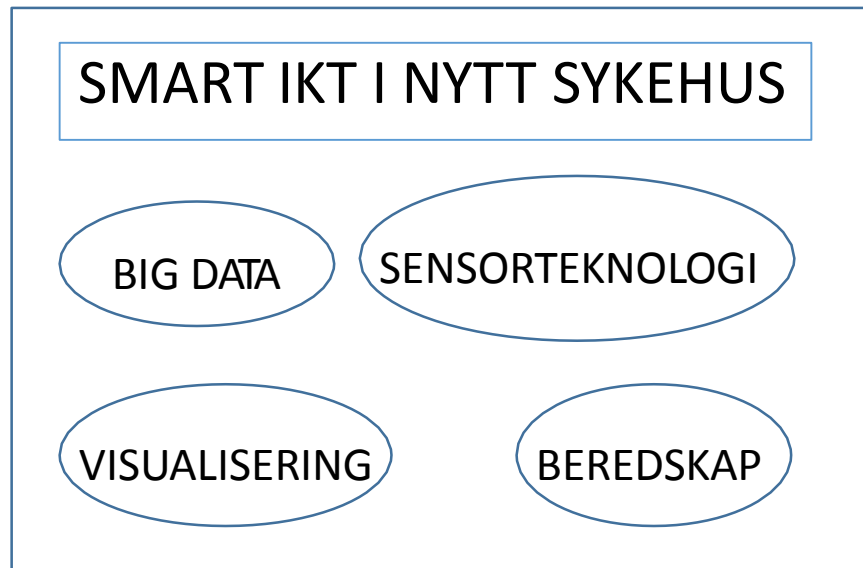 SMART IKT I NYTT SYKEHUS
BIG DATA
SENSORTEKNOLOGI
VISUALISERING
BEREDSKAP